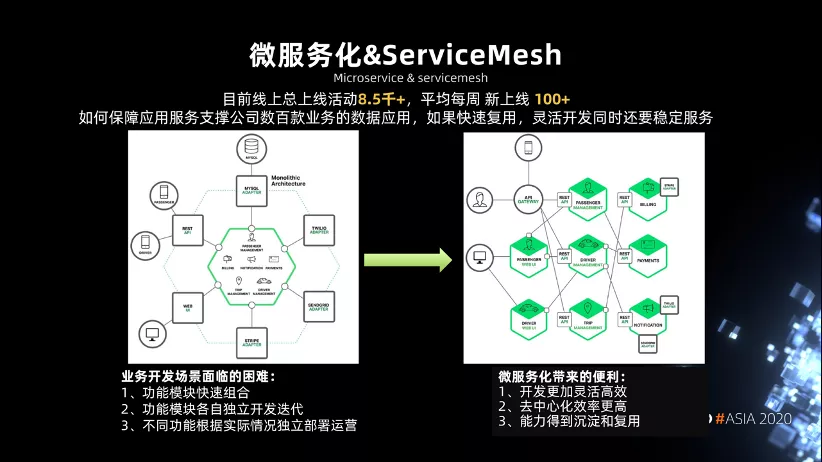 微服务化&ServiceMesh
Microservice & servicemesh
目前线上总上线活动8.5千+，平均每周 新上线 100+
如何保障应用服务支撑公司数百款业务的数据应用，如果快速复用，灵活开发同时还要稳定服务
MYSQL
Monolithic
Architecture
MYSQL
ADAPTER
PASSENGER
REST
API
TWILIO
ADAPTER
DRIVER
PASSENGER
MANAGEMENT
BILLING
NOTIFICATION
PAYMENTS
TRIP
MANAGEMENT
DRIVER
MANAGEMENT
WEB
UI
SENDGRID
ADAPTER
STRIPE
ADAPTER
API
GATEWAY
REST
API
PASSENGER
MANAGEMENT
REST
API
STRIPE
ADAPTER
BILLING
PASSENGER
WEB UI
REST
API
DRIVER
MANAGEMENT
REST
API
PAYMENTS
DRIVER
WEB UI
REST
API
TRIP
MANAGEMENT
REST
API
TWILIO
ADAPTER
NOTIFICATION
SENDGRID
ADAPTER
业务开发场景面临的困难：
1、功能模块快速组合
2、功能模块各自独立开发迭代
3、不同功能根据实际情况独立部署运营
微服务化带来的便利：
1、开发更加灵活高效
2、去中心化效率更高
3、能力得到沉淀和复用
#ASIA 2020